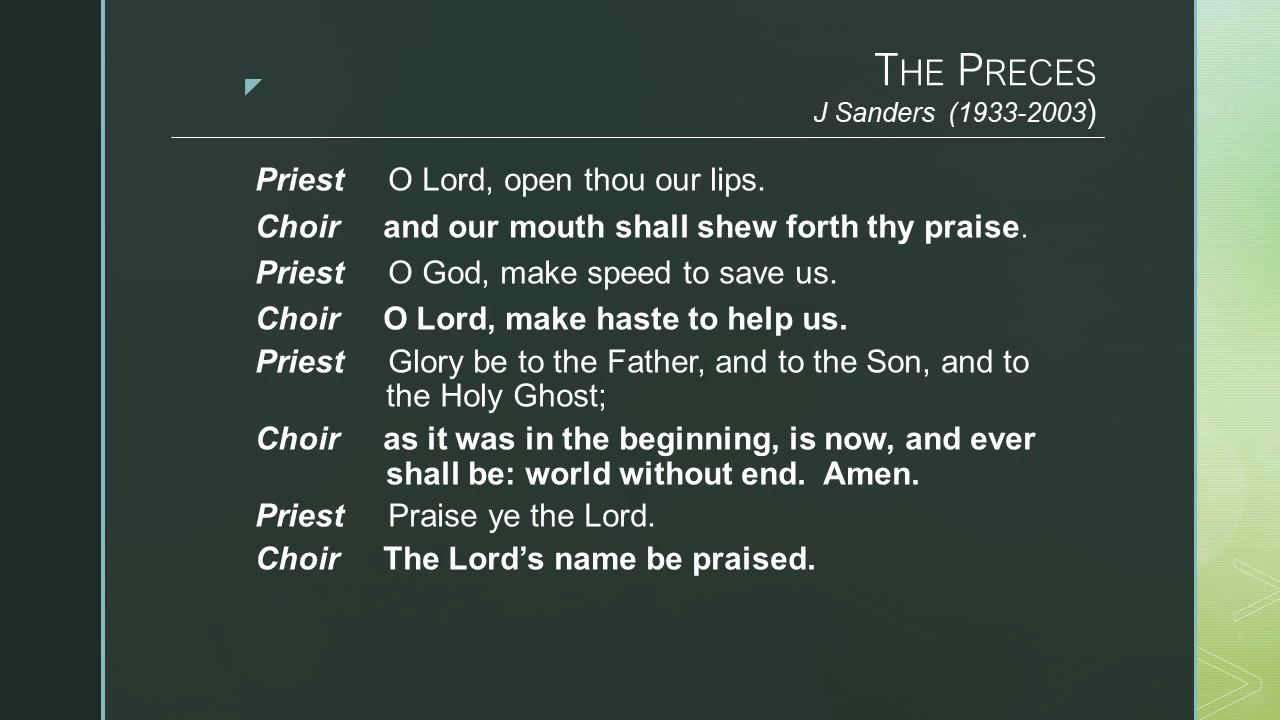 THE PRECES
J Sanders (1933-2003)
Priest O Lord, open thou our lips.
Choir and our mouth shall shew forth thy praise.
Priest O God, make speed to save us.
Choir O Lord, make haste to help us.
Priest Glory be to the Father, and to the Son, and to
the Holy Ghost;
Choir as it was in the beginning, is now, and ever
shall be: world without end. Amen.
Priest Praise ye the Lord.
Choir The Lord’s name be praised.